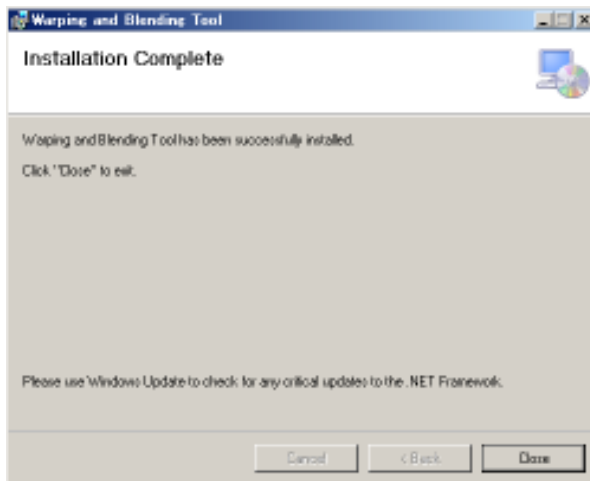 Warping and Blending Tool
Installation Complete
Warping and Blending Tool has been successfully installed.
Click "Close" to exit.
Please use Windows Update to check for any critical updates to the .NET Framework.
Cancel
< Back
Close